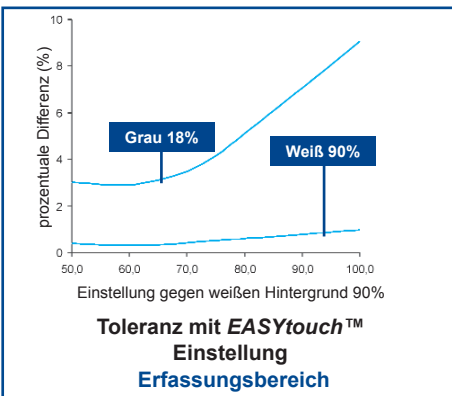 prozentuale Differenz (%)
10
8
6
4
2
0
Grau 18%
Weiß 90%
50,0 60,0 70,0 80,0 90,0 100,0
Einstellung gegen weißen Hintergrund 90%
Toleranz mit EASYtouch™
Einstellung
Erfassungsbereich